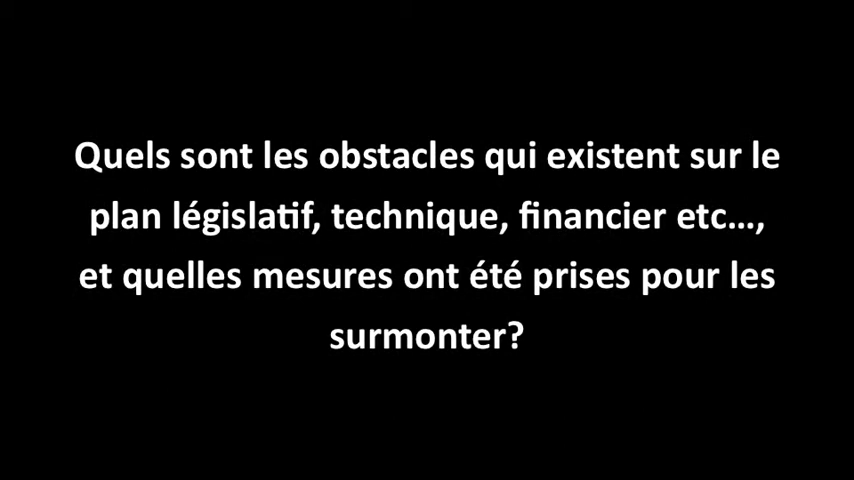 Quels sont les obstacles qui existent sur le
plan législatif, technique, financier etc...,
et quelles mesures ont été prises pour les
surmonter?